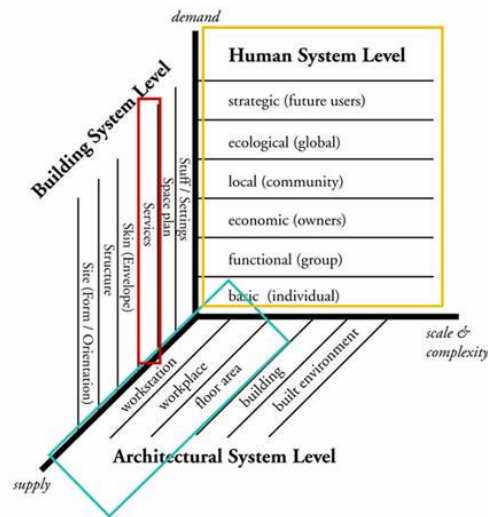 demand
Human System Level
strategic (future users)
ecological (global)
local (community)
economic (owners)
functional (group)
basic (individual)
Building System Level
Stuff / Settings
Space plan
Services
Skin (Envelope)
Structure
Site (Form / Orientation)
scale &
complexity
workstation
workplace
floor area
building
built environment
Architectural System Level
supply